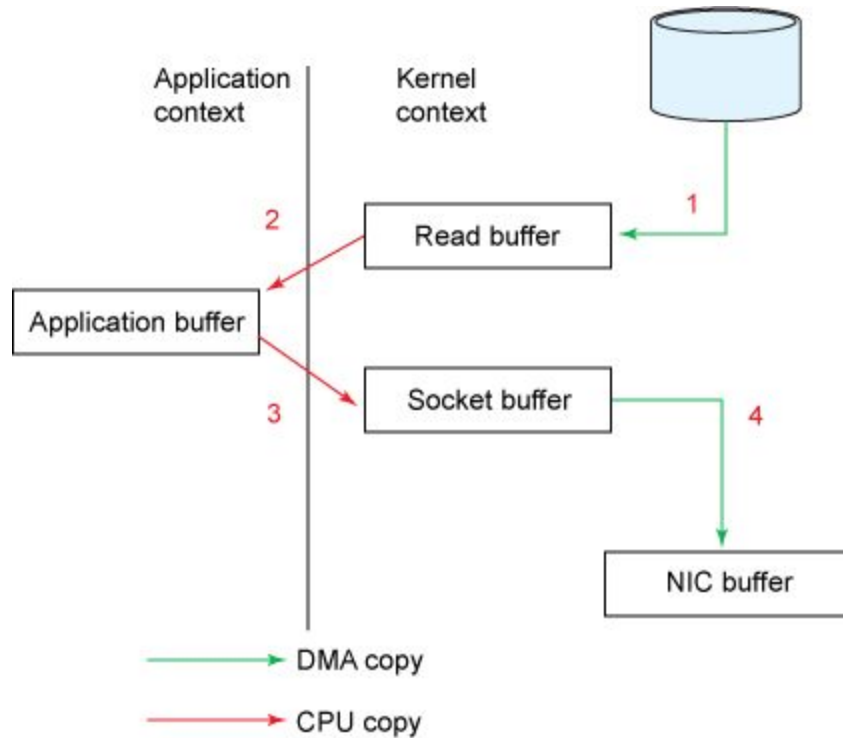 Application
context
Kernel
context
1
2
Read buffer
Application buffer
3
Socket buffer
4
NIC buffer
DMA copy
CPU copy